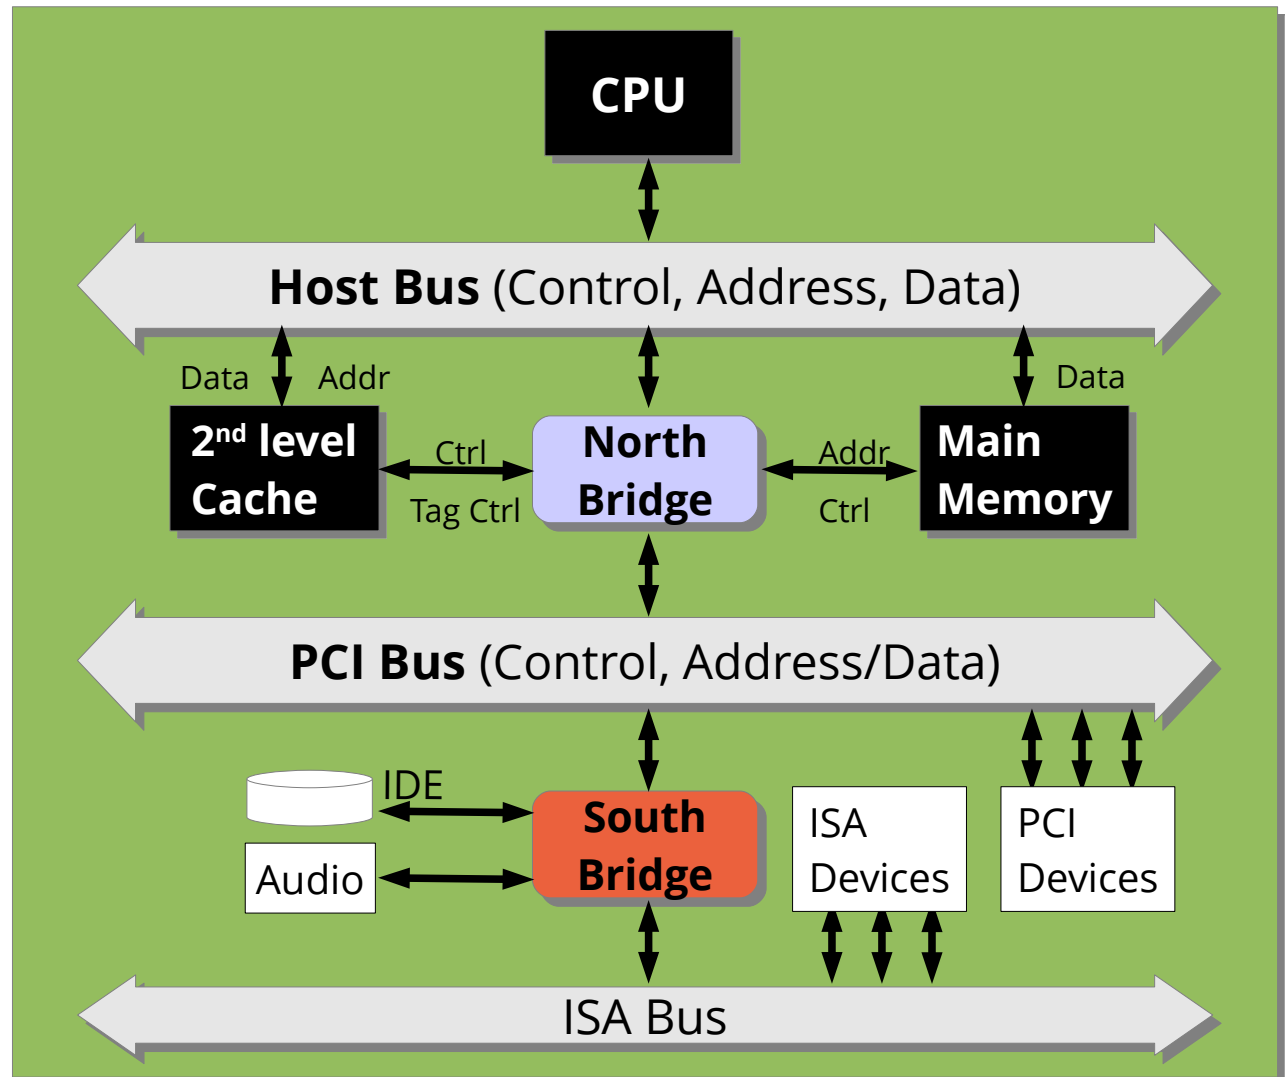 CPU
Host Bus (Control, Address, Data)
Data
Addr
Data
2nd level
Cache
Ctrl
Tag Ctrl
North
Bridge
Addr
Ctrl
Main
Memory
PCI Bus (Control, Address/Data)
IDE
Audio
South
Bridge
ISA
Devices
PCI
Devices
ISA Bus